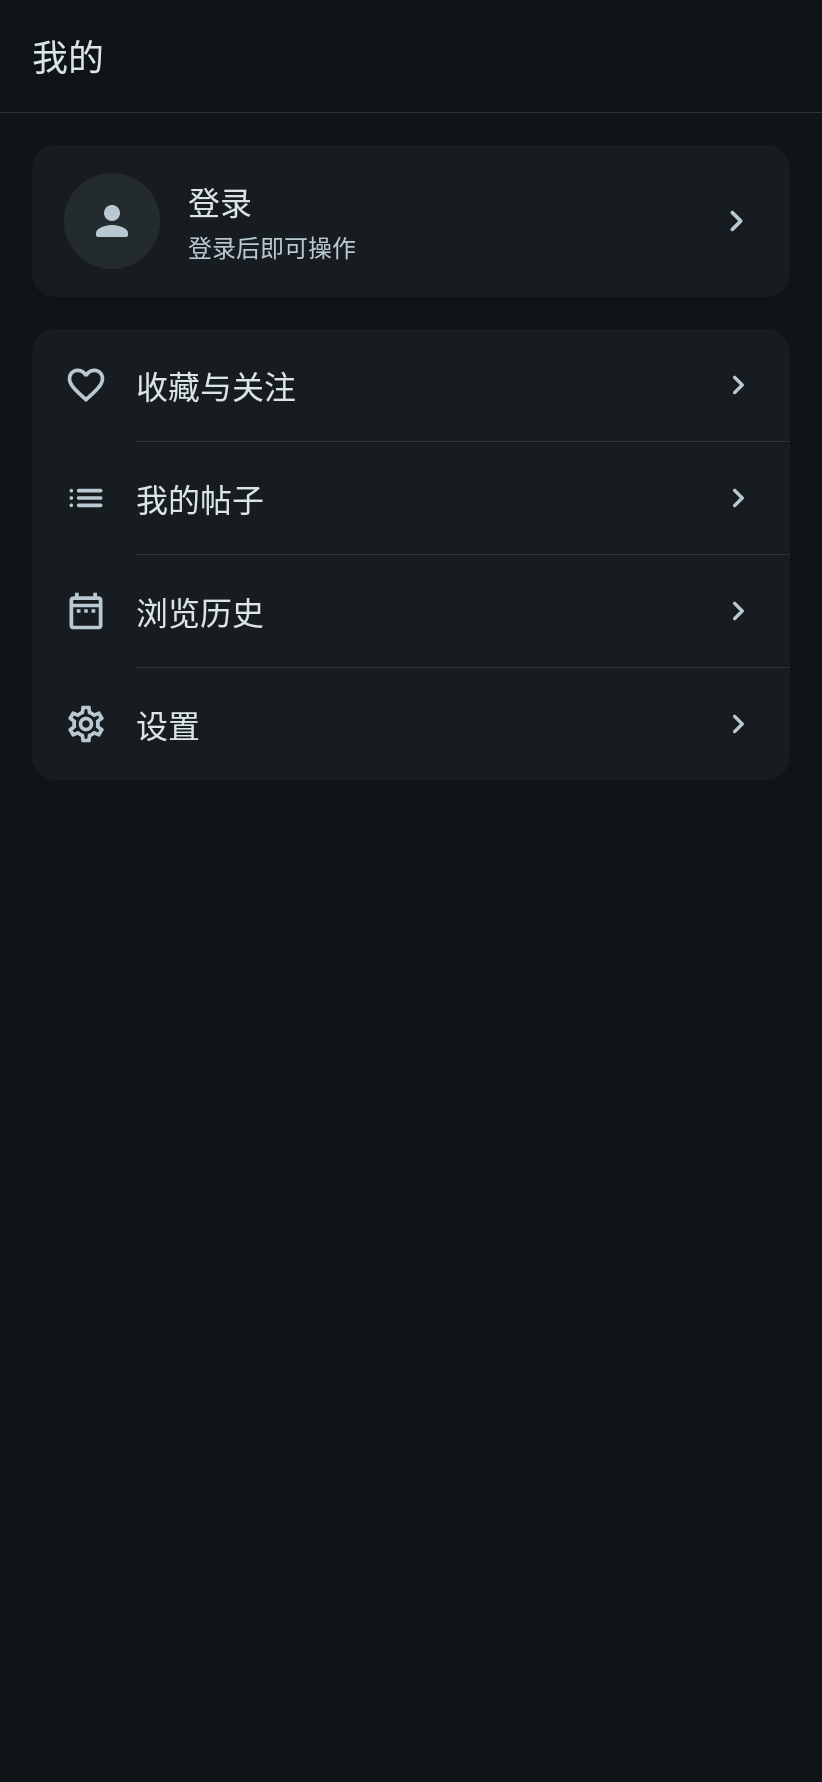 我的
登录
登录后即可操作
收藏与关注
我的帖子
浏览历史
设置